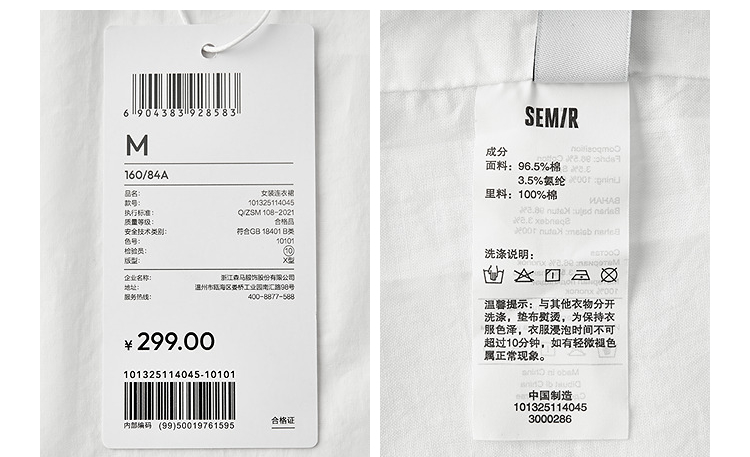 6 904383 928583
M
160/84A
品名: 女装连衣裙
款号: 101325114045
执行标准: Q/ZSM 108-2021
质量等级: 合格品
安全技术类别: 符合GB 18401 B类
色号: 10101
检验员: 10
版型: X型
企业名称: 浙江森马服饰股份有限公司
地址: 温州市瓯海区娄桥工业园南汇路98号
服务热线: 400-8877-588
¥ 299.00
101325114045-10101
内部编码 (99)50019761595
合格证
SEMIR
成分
面料: 96.5%棉
3.5%氨纶
里料: 100%棉
洗涤说明:
温馨提示: 与其他衣物分开
洗涤, 垫布熨烫, 为保持衣
服色泽, 衣服浸泡时间不可
超过10分钟, 如有轻微褪色
属正常现象。
中国制造
101325114045
3000286